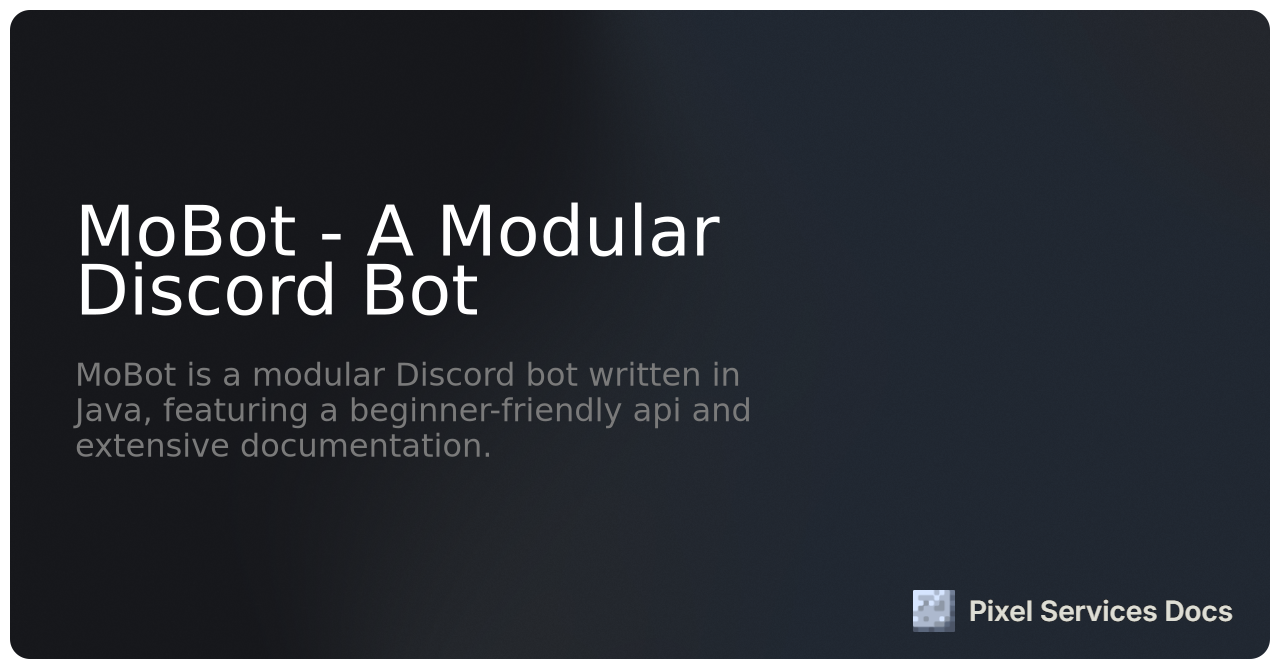 MoBot - A Modular
Discord Bot
MoBot is a modular Discord bot written in
Java, featuring a beginner-friendly api and
extensive documentation.
Pixel Services Docs